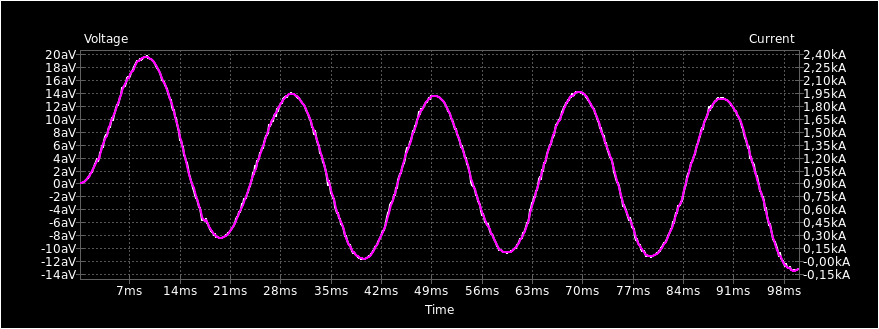 Voltage Current
20aV 2,40kA
18aV 2,25kA
16aV 2,10kA
14aV 1,95kA
12aV 1,80kA
10aV 1,65kA
8aV 1,50kA
6aV 1,35kA
4aV 1,20kA
2aV 1,05kA
0aV 0,90kA
-2aV 0,75kA
-4aV 0,60kA
-6aV 0,45kA
-8aV 0,30kA
-10aV 0,15kA
-12aV -0,00kA
-14aV -0,15kA
7ms 14ms 21ms 28ms 35ms 42ms 49ms 56ms 63ms 70ms 77ms 84ms 91ms 98ms
Time